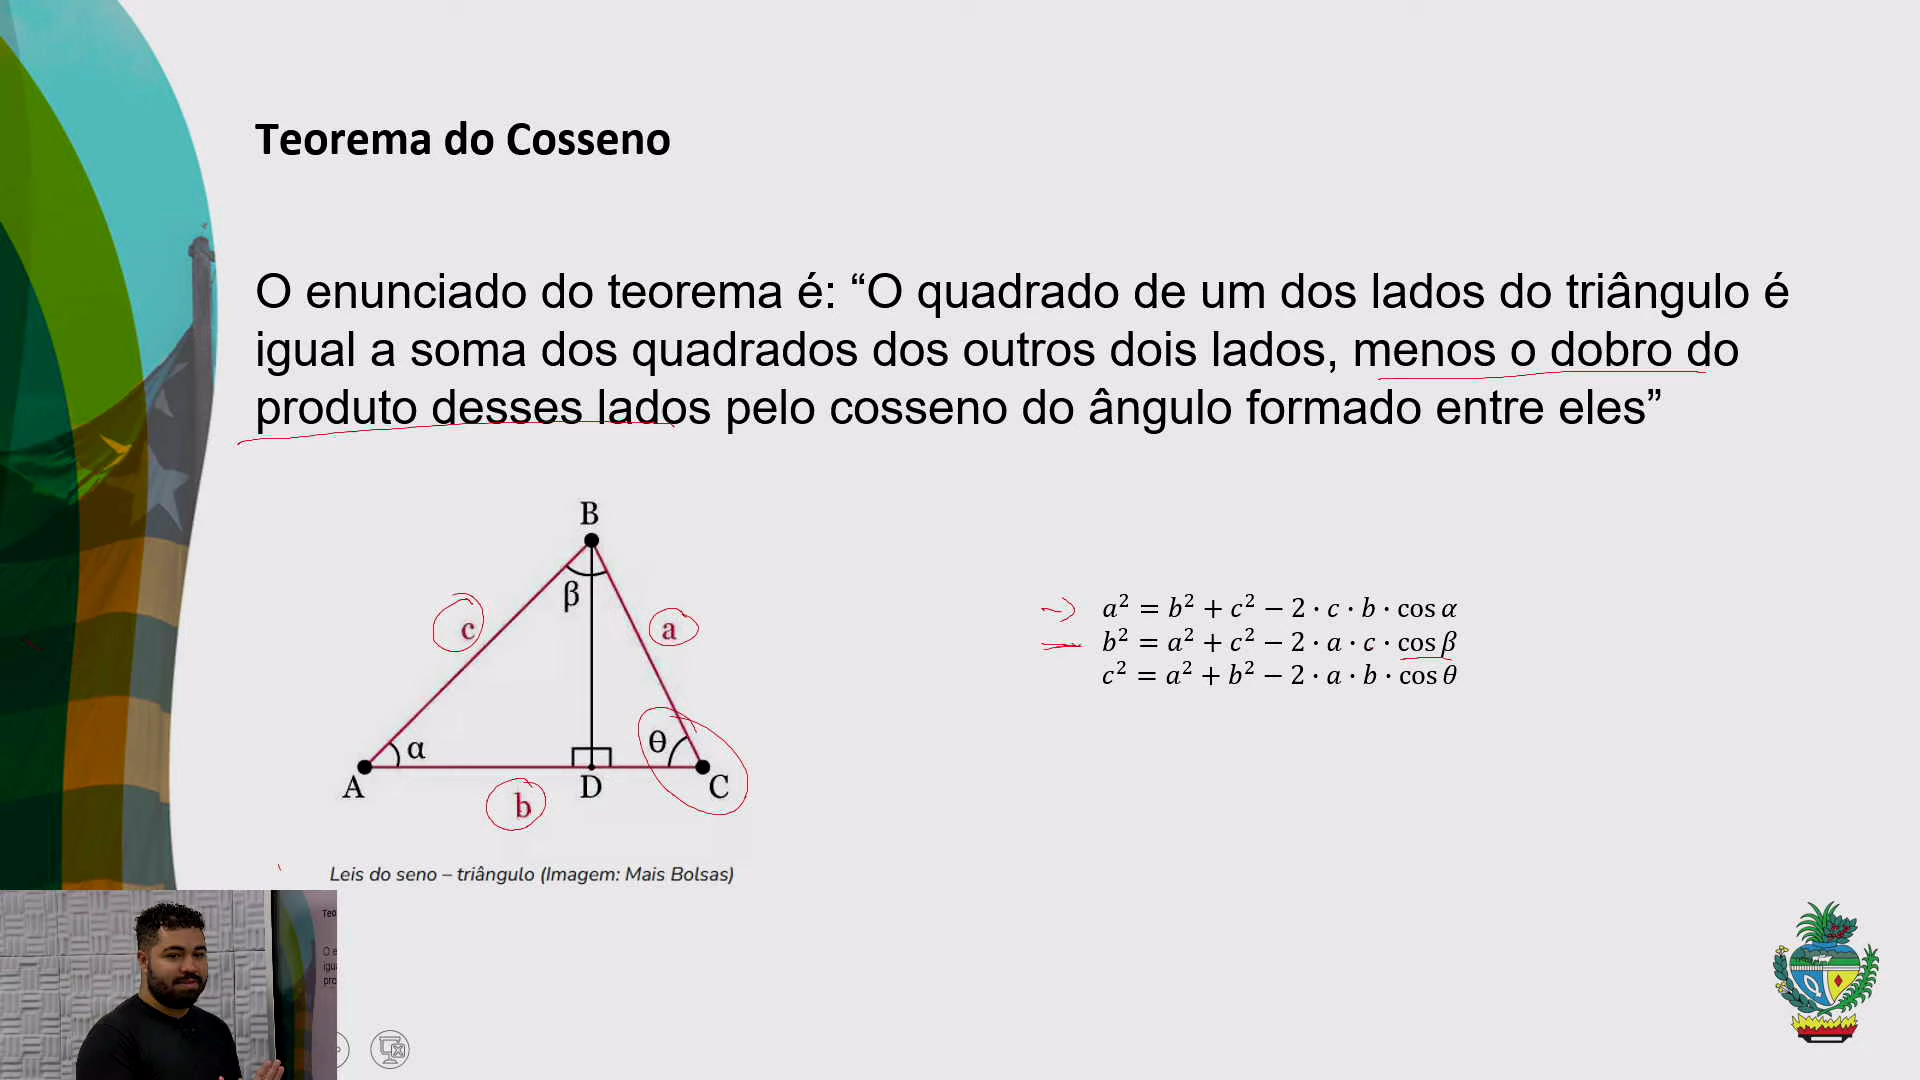 Teorema do Cosseno
O enunciado do teorema é: “O quadrado de um dos lados do triângulo é
igual a soma dos quadrados dos outros dois lados, menos o dobro do
produto desses lados pelo cosseno do ângulo formado entre eles”
B
β
c
a
a² = b² + c² − 2 · c · b · cos α
b² = a² + c² − 2 · a · c · cos β
c² = a² + b² − 2 · a · b · cos θ
α
θ
A
D
C
b
Leis do seno – triângulo (Imagem: Mais Bolsas)